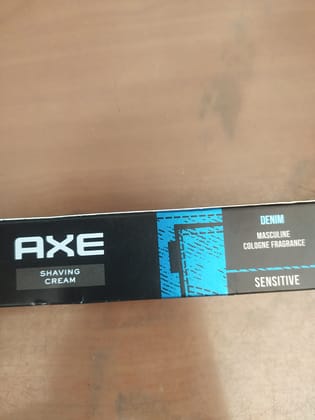 AXE
SHAVING
CREAM
DENIM
MASCULINE
COLOGNE FRAGRANCE
SENSITIVE